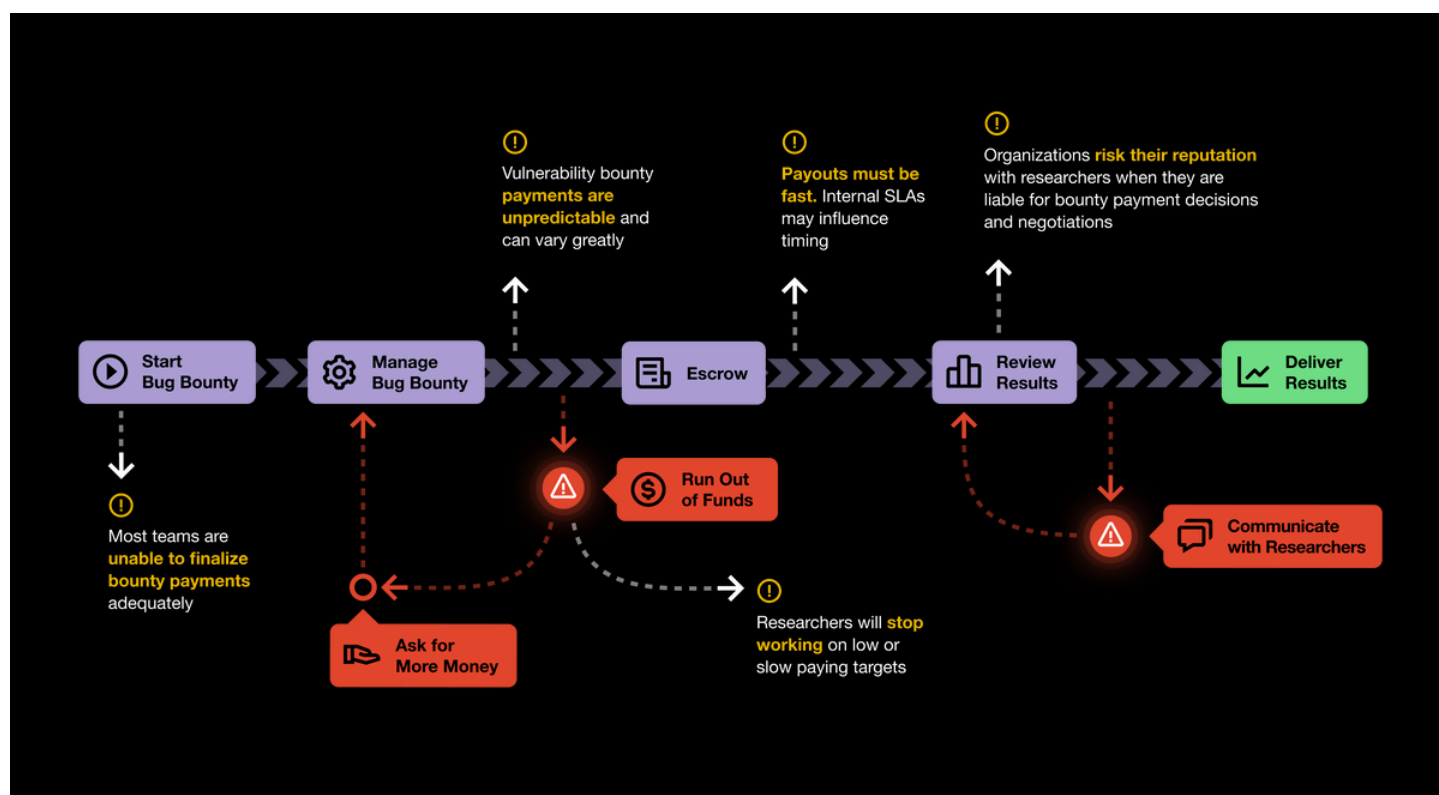 Vulnerability bounty
payments are
unpredictable and
can vary greatly
Payouts must be
fast. Internal SLAs
may influence
timing
Organizations risk their reputation
with researchers when they are
liable for bounty payment decisions
and negotiations
Start
Bug Bounty
Manage
Bug Bounty
Escrow
Review
Results
Deliver
Results
Most teams are
unable to finalize
bounty payments
adequately
Run Out
of Funds
Communicate
with Researchers
Ask for
More Money
Researchers will stop
working on low or
slow paying targets